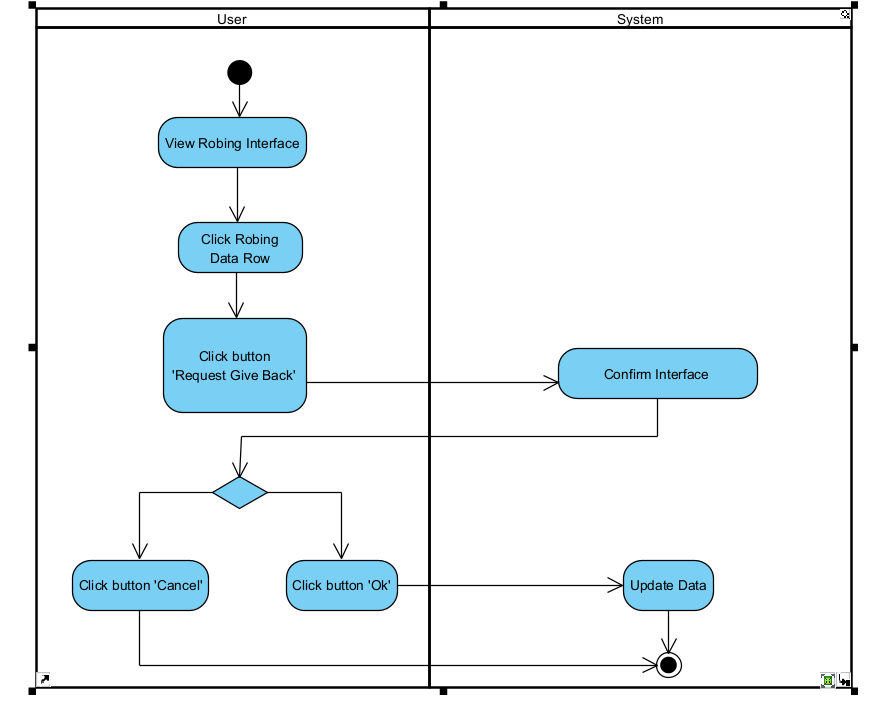 User
System
View Robing Interface
Click Robing
Data Row
Click button
'Request Give Back'
Confirm Interface
Click button 'Cancel'
Click button 'Ok'
Update Data